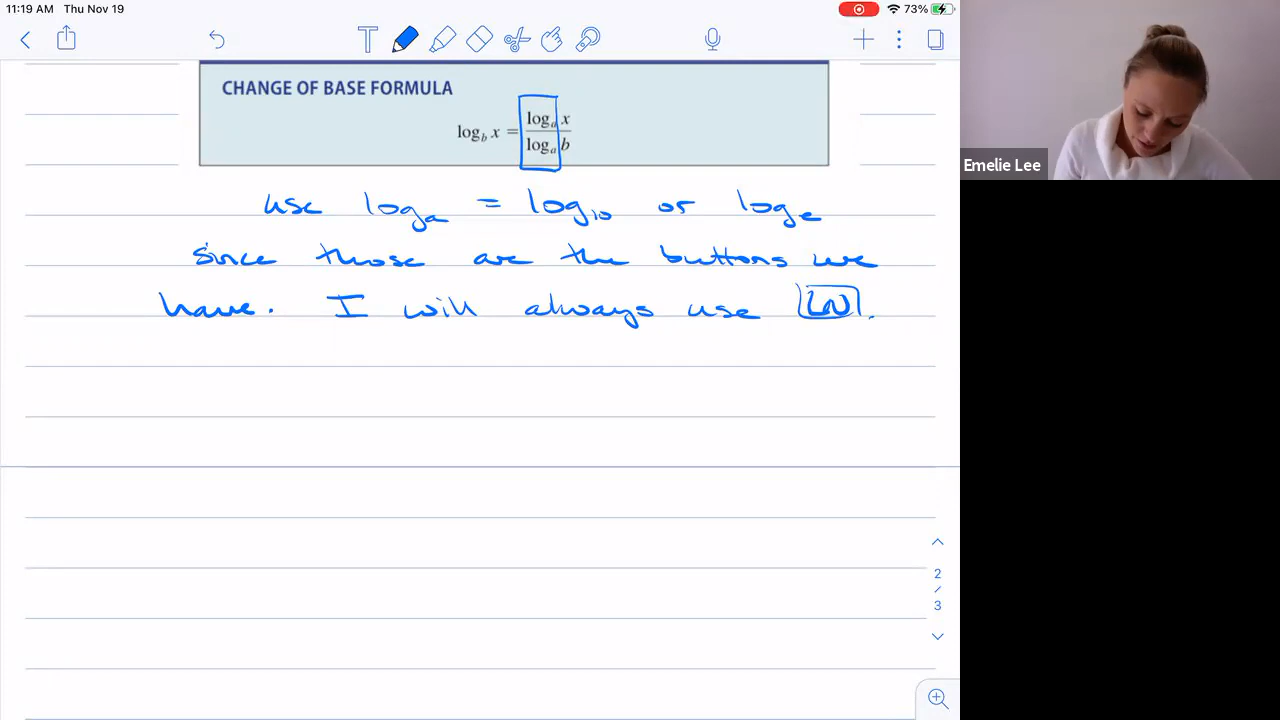 11:19 AM Thu Nov 19
73%
CHANGE OF BASE FORMULA
log_b x = log_a x / log_a b
use log_a = log_10 or log_e
since those are the buttons we
have. I will always use LN.
Emelie Lee
2
/
3